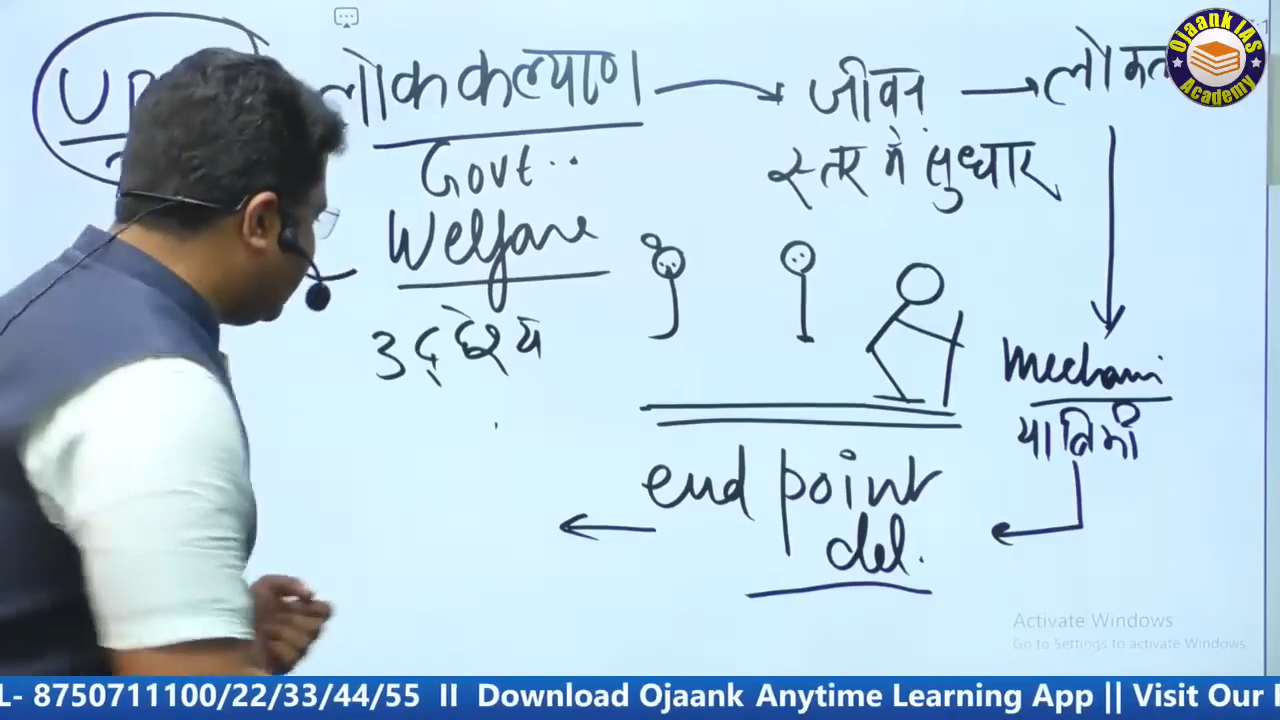 लोककल्याण
Govt..
Welfare
उद्देश्य
जीवन
स्तर में सुधार
Mechani
end point
del.
Ojaank IAS
Academy
Activate Windows
Go to Settings to activate Windows.
L- 8750711100/22/33/44/55 II Download Ojaank Anytime Learning App || Visit Our